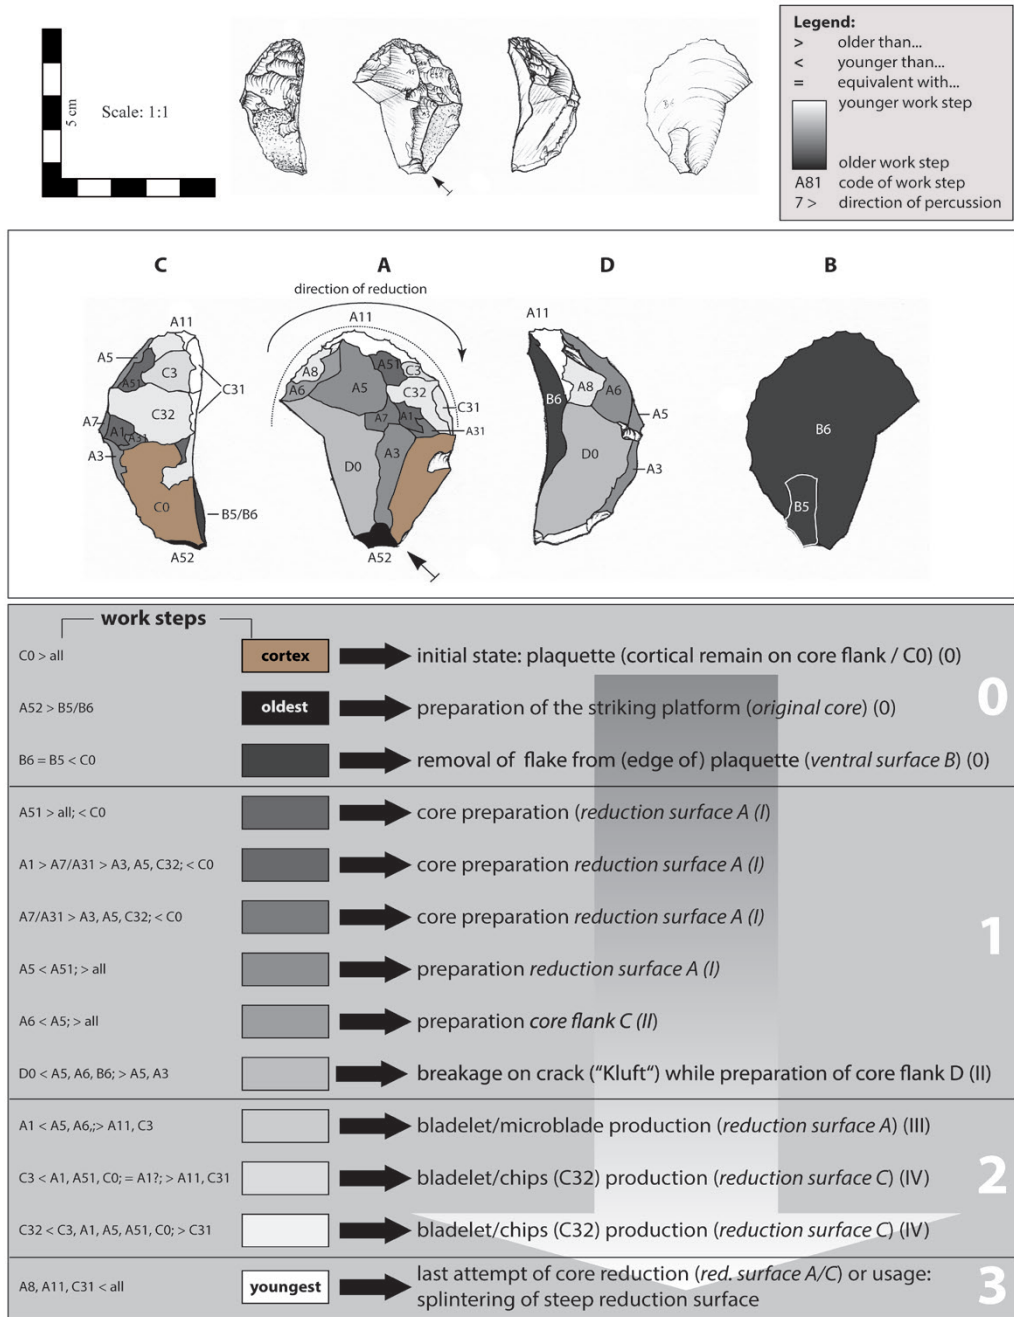 5 cm
Scale: 1:1
C32
A5
Legend:
> older than...
< younger than...
= equivalent with...
younger work step
older work step
A81 code of work step
7 > direction of percussion
C
A
D
B
direction of reduction
A11
A5
C3
A51
C31
C32
A7
A1
A31
A3
C0
B5/B6
A52
A11
A8
A6
A5
A51
C3
C32
C31
A7
A1
A31
D0
A3
A52
A11
A8
A6
B6
A5
D0
A3
B6
B5
work steps
C0 > all
cortex
initial state: plaquette (cortical remain on core flank / C0) (0)
0
A52 > B5/B6
oldest
preparation of the striking platform (original core) (0)
B6 = B5 < C0
removal of flake from (edge of) plaquette (ventral surface B) (0)
A51 > all; < C0
core preparation (reduction surface A (I)
A1 > A7/A31 > A3, A5, C32; < C0
core preparation reduction surface A (I)
A7/A31 > A3, A5, C32; < C0
core preparation reduction surface A (I)
1
A5 < A51; > all
preparation reduction surface A (I)
A6 < A5; > all
preparation core flank C (II)
D0 < A5, A6, B6; > A5, A3
breakage on crack ("Kluft") while preparation of core flank D (II)
A1 < A5, A6,;> A11, C3
bladelet/microblade production (reduction surface A) (III)
C3 < A1, A51, C0; = A1?; > A11, C31
bladelet/chips (C32) production (reduction surface C) (IV)
2
C32 < C3, A1, A5, A51, C0; > C31
bladelet/chips (C32) production (reduction surface C) (IV)
A8, A11, C31 < all
youngest
last attempt of core reduction (red. surface A/C) or usage:
splintering of steep reduction surface
3